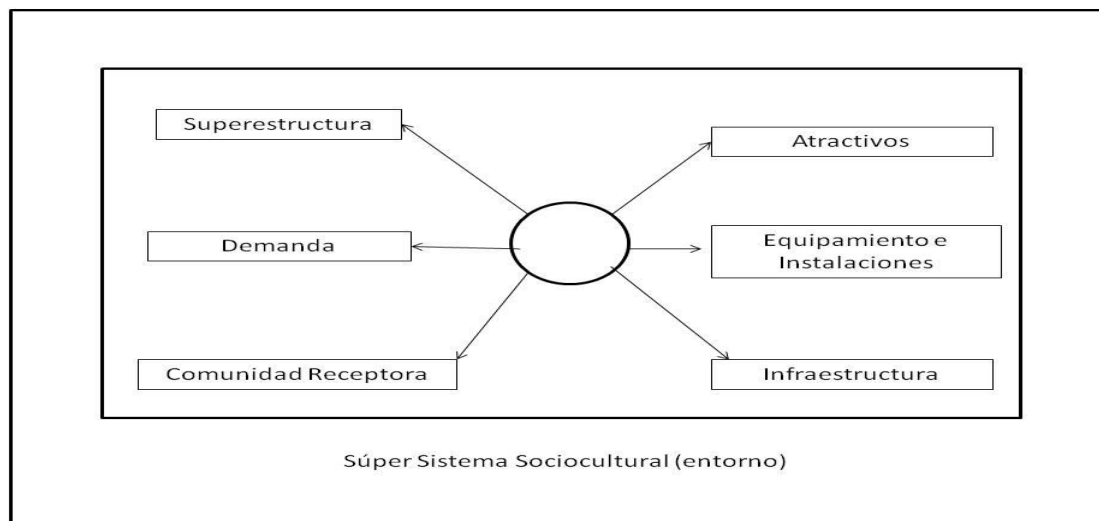 Superestructura
Atractivos
Demanda
Equipamiento e
Instalaciones
Comunidad Receptora
Infraestructura
Súper Sistema Sociocultural (entorno)